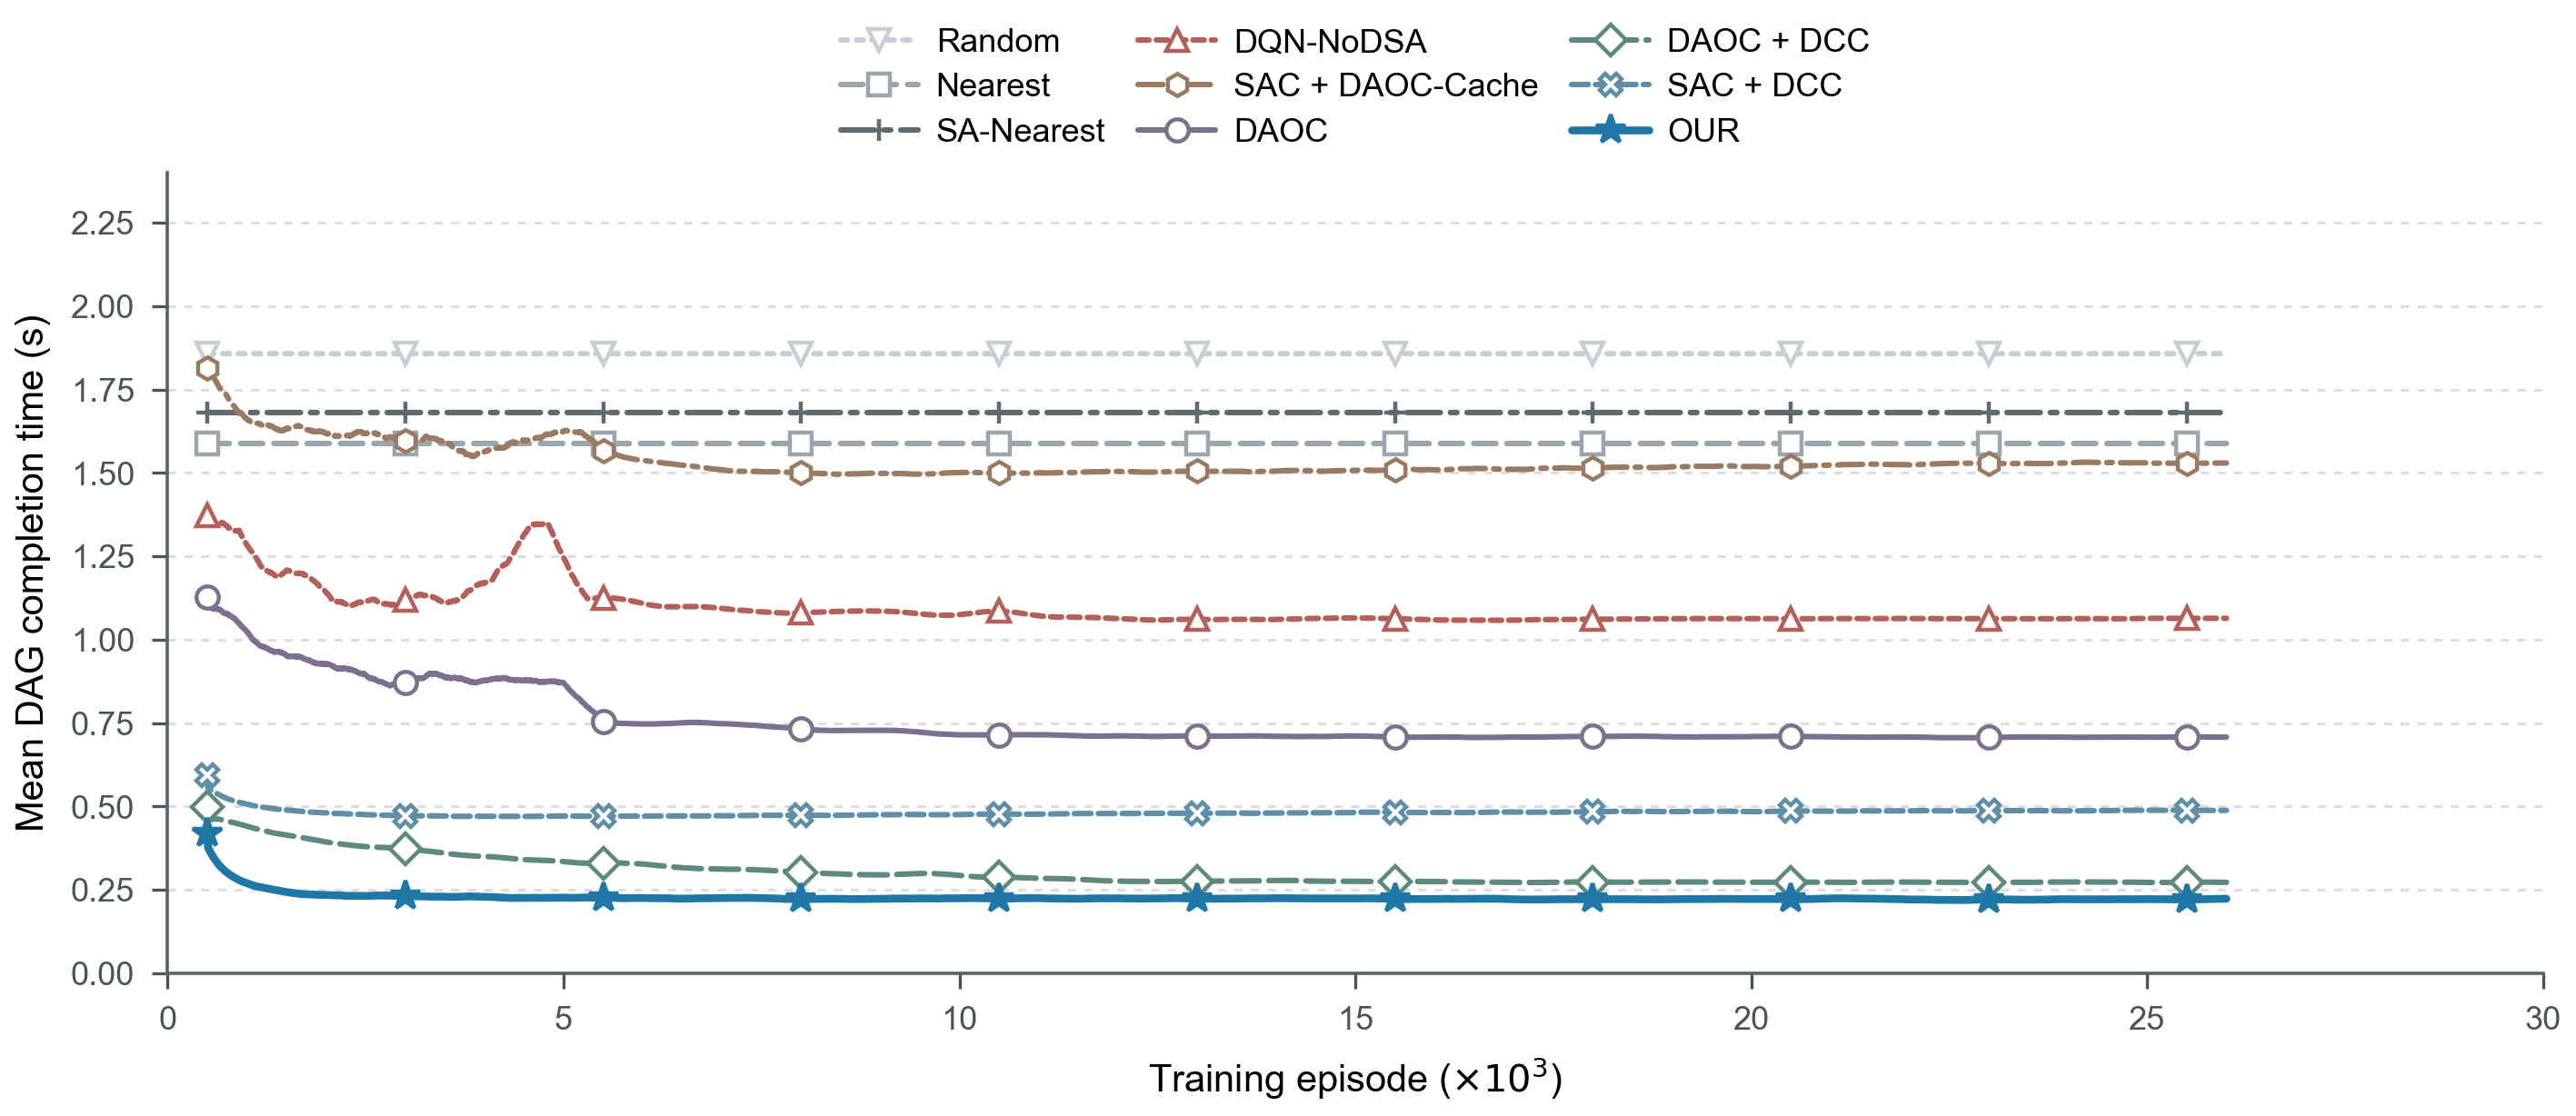 Random DQN-NoDSA DAOC + DCC
Nearest SAC + DAOC-Cache SAC + DCC
SA-Nearest DAOC OUR
Mean DAG completion time (s)
2.25
2.00
1.75
1.50
1.25
1.00
0.75
0.50
0.25
0.00
0 5 10 15 20 25 30
Training episode (×10³)